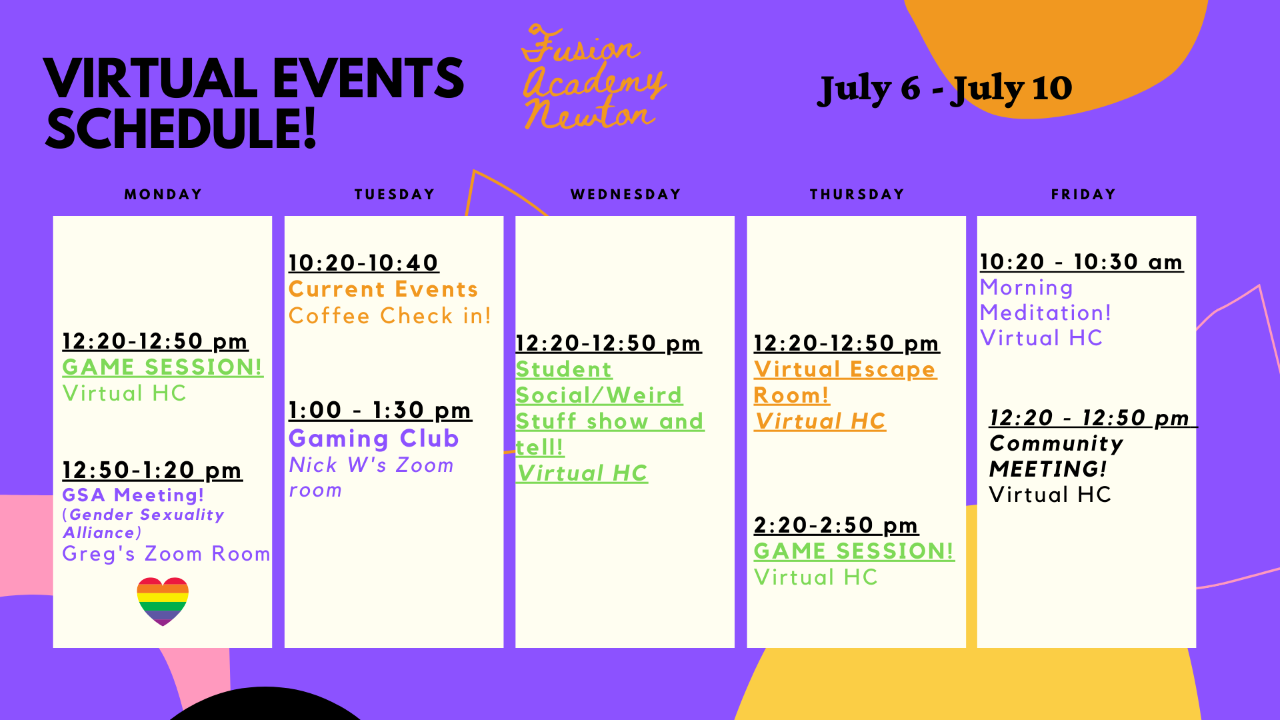 VIRTUAL EVENTS
SCHEDULE!
Fusion
Academy
Newton
July 6 - July 10
MONDAY
12:20-12:50 pm
GAME SESSION!
Virtual HC
12:50-1:20 pm
GSA Meeting!
(Gender Sexuality
Alliance)
Greg's Zoom Room
TUESDAY
10:20-10:40
Current Events
Coffee Check in!
1:00 - 1:30 pm
Gaming Club
Nick W's Zoom
room
WEDNESDAY
12:20-12:50 pm
Student
Social/Weird
Stuff show and
tell!
Virtual HC
THURSDAY
12:20-12:50 pm
Virtual Escape
Room!
Virtual HC
2:20-2:50 pm
GAME SESSION!
Virtual HC
FRIDAY
10:20 - 10:30 am
Morning
Meditation!
Virtual HC
12:20 - 12:50 pm
Community
MEETING!
Virtual HC